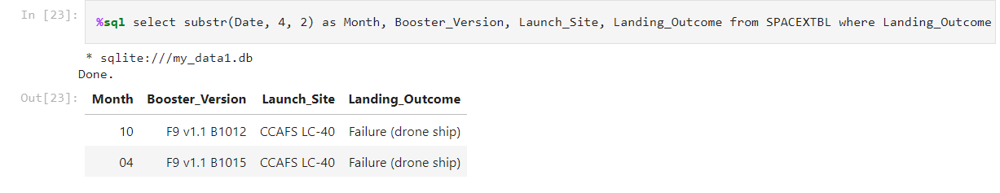 In [23]: %sql select substr(Date, 4, 2) as Month, Booster_Version, Launch_Site, Landing_Outcome from SPACEXTBL where Landing_Outcome
* sqlite:///my_data1.db
Done.
Out[23]: Month Booster_Version Launch_Site Landing_Outcome
10 F9 v1.1 B1012 CCAFS LC-40 Failure (drone ship)
04 F9 v1.1 B1015 CCAFS LC-40 Failure (drone ship)